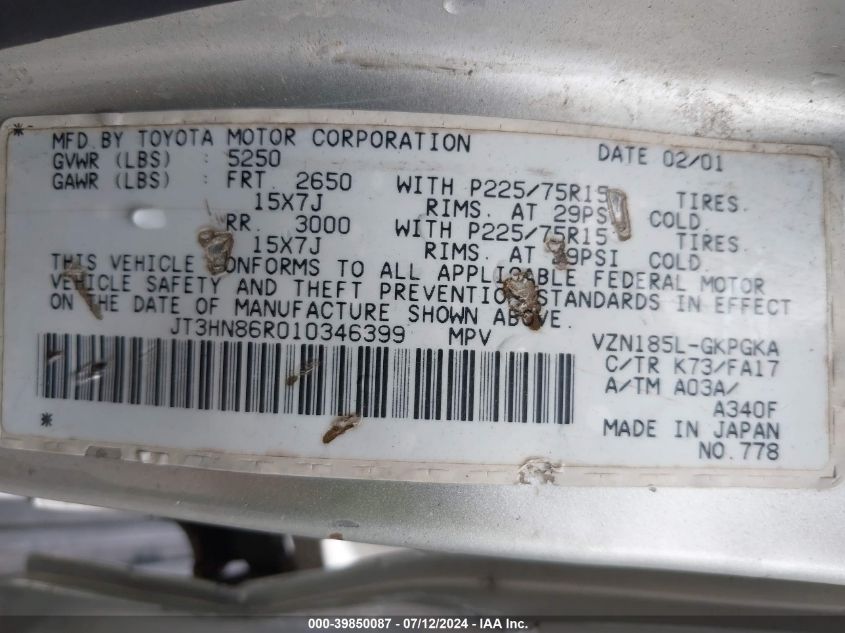 MFD. BY TOYOTA MOTOR CORPORATION DATE 02/01
GVWR (LBS) : 5250
GAWR (LBS) : FRT. 2650 WITH P225/75R15 TIRES.
15X7J RIMS. AT 29PSI COLD.
RR. 3000 WITH P225/75R15 TIRES.
15X7J RIMS. AT 29PSI COLD.
THIS VEHICLE CONFORMS TO ALL APPLICABLE FEDERAL MOTOR
VEHICLE SAFETY AND THEFT PREVENTION STANDARDS IN EFFECT
ON THE DATE OF MANUFACTURE SHOWN ABOVE.
JT3HN86R010346399 MPV VZN185L-GKPGKA
C/TR K73/FA17
A/TM A03A/
A340F
MADE IN JAPAN
NO.778
000-39850087 - 07/12/2024 - IAA Inc.